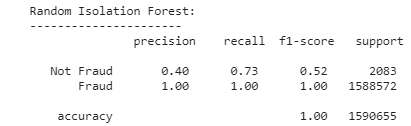 Random Isolation Forest:
----------------------
precision recall f1-score support
Not Fraud 0.40 0.73 0.52 2083
Fraud 1.00 1.00 1.00 1588572
accuracy 1.00 1590655